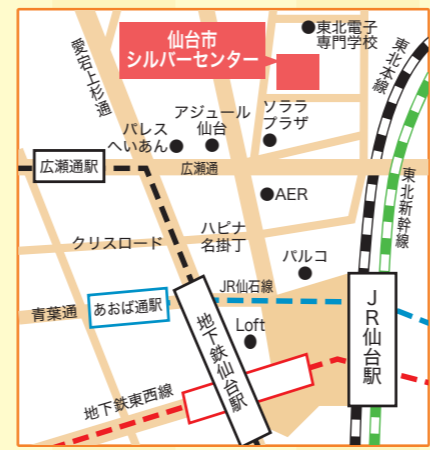 仙台市
シルバーセンター
東北電子
専門学校
愛宕上杉通
東北本線
アジュール
仙台
ソララ
プラザ
パレス
へいあん
広瀬通駅
広瀬通
東北新幹線
AER
ハピナ
名掛丁
クリスロード
パルコ
JR仙石線
青葉通
あおば通駅
JR仙台駅
地下鉄仙台駅
Loft
地下鉄東西線